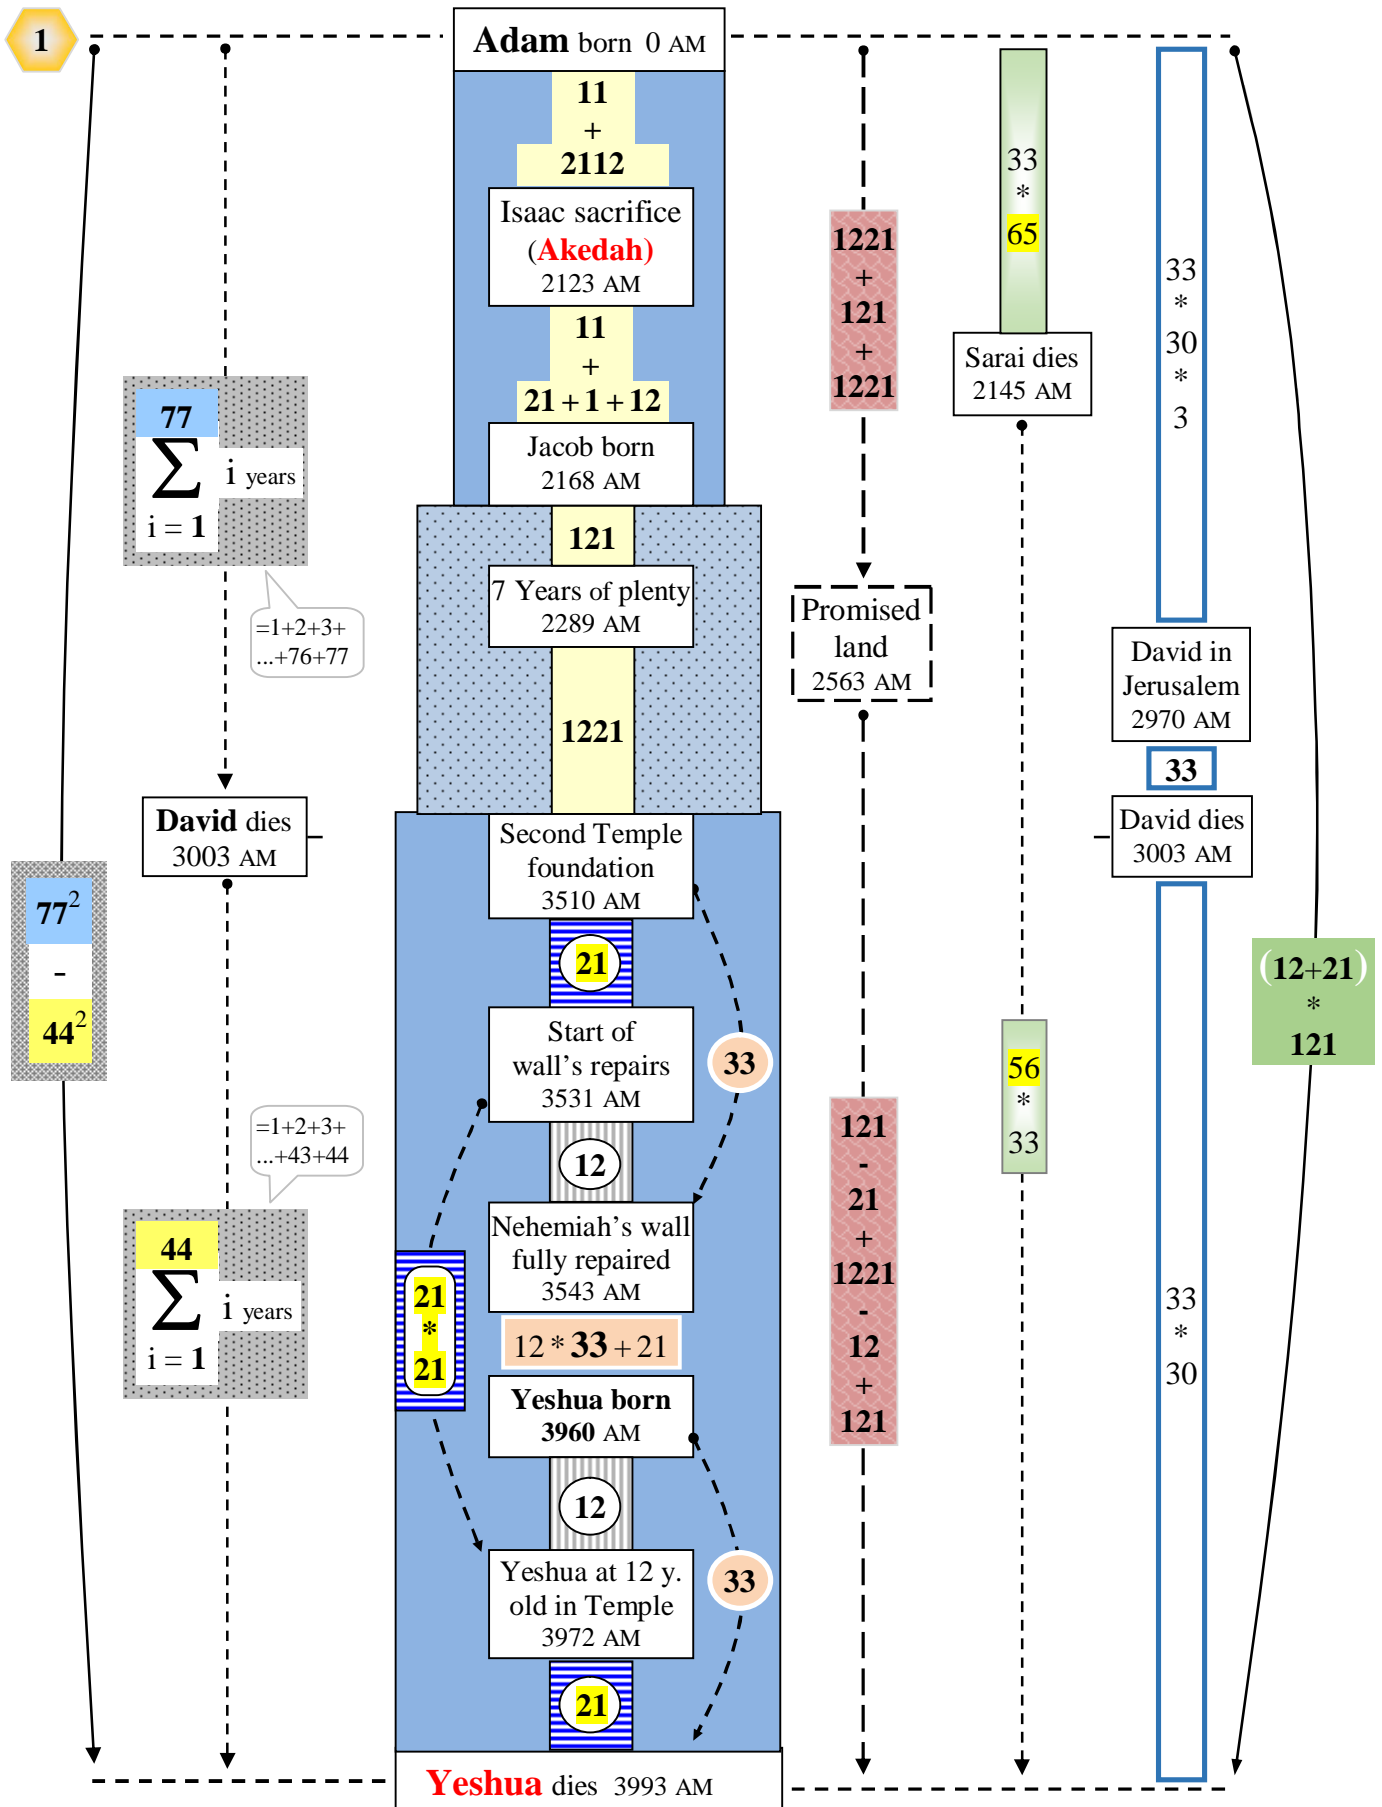 1
Adam born 0 AM
11
+
2112
Isaac sacrifice
(Akedah)
2123 AM
11
+
21 + 1 + 12
Jacob born
2168 AM
121
7 Years of plenty
2289 AM
1221
Second Temple
foundation
3510 AM
21
Start of
wall's repairs
3531 AM
33
12
Nehemiah's wall
fully repaired
3543 AM
21
*
21
12 * 33 + 21
Yeshua born
3960 AM
12
Yeshua at 12 y.
old in Temple
3972 AM
33
21
Yeshua dies 3993 AM
77²
-
44²
77
∑ i years
i = 1
=1+2+3+
...+76+77
David dies
3003 AM
=1+2+3+
...+43+44
44
∑ i years
i = 1
1221
+
121
+
1221
Promised
land
2563 AM
121
-
21
+
1221
-
12
+
121
33
*
65
Sarai dies
2145 AM
56
*
33
33
*
30
*
3
David in
Jerusalem
2970 AM
33
David dies
3003 AM
33
*
30
(12+21)
*
121